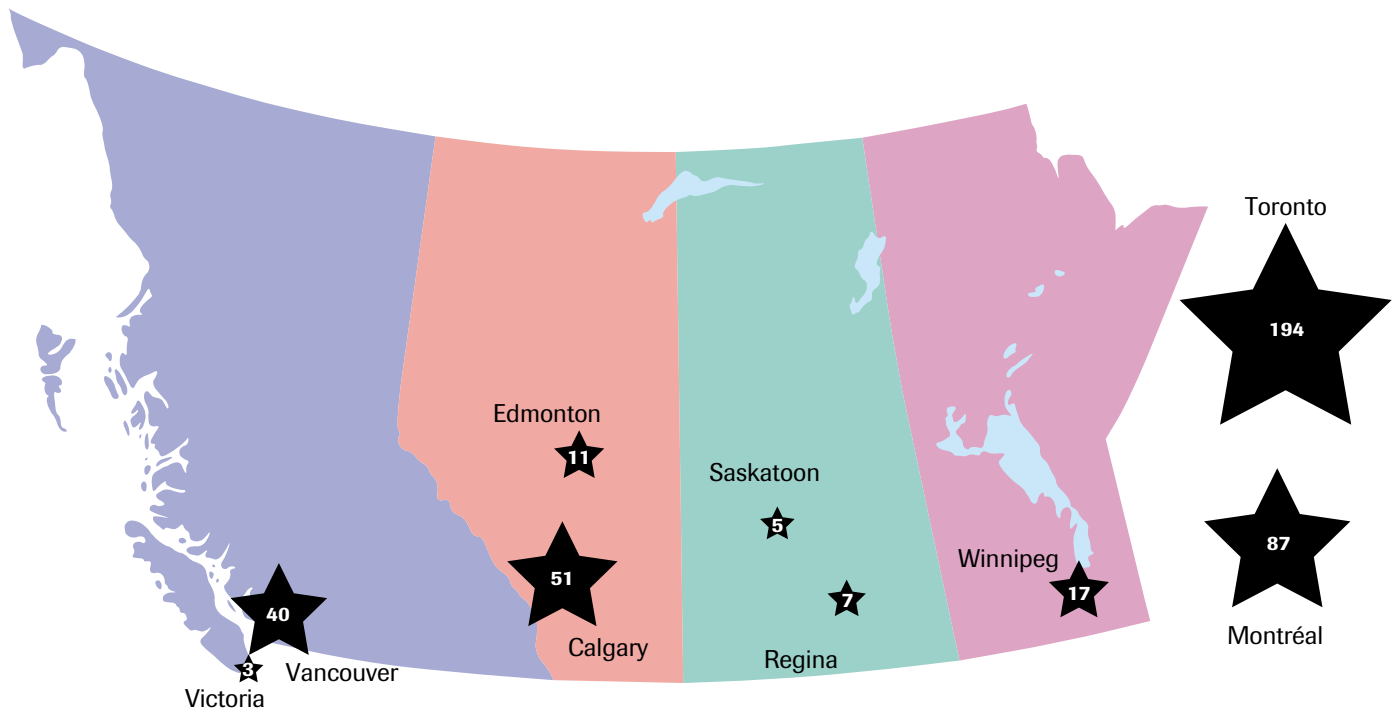 Toronto
194
Edmonton
11
Saskatoon
5
Calgary
51
Winnipeg
17
87
Montréal
7
Regina
40
Vancouver
3
Victoria